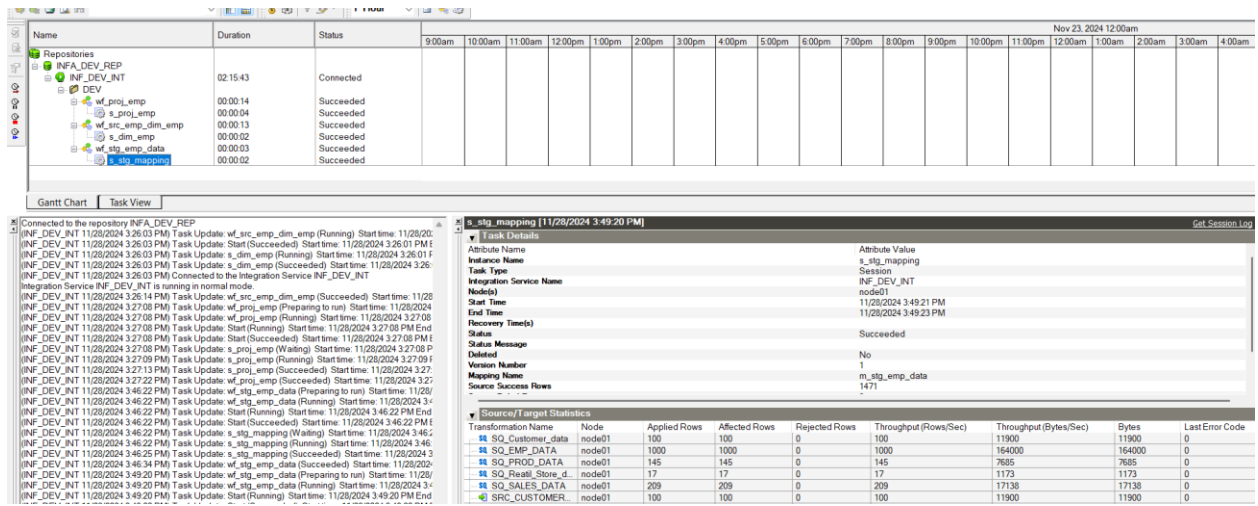 1 Hour
Name Duration Status Nov 23, 2024 12:00am
9:00am 10:00am 11:00am 12:00pm 1:00pm 2:00pm 3:00pm 4:00pm 5:00pm 6:00pm 7:00pm 8:00pm 9:00pm 10:00pm 11:00pm 12:00am 1:00am 2:00am 3:00am 4:00am
Repositories
INFA_DEV_REP
INF_DEV_INT 02:15:43 Connected
DEV
wf_proj_emp 00:00:14 Succeeded
s_proj_emp 00:00:04 Succeeded
wf_src_emp_dim_emp 00:00:13 Succeeded
s_dim_emp 00:00:02 Succeeded
wf_stg_emp_data 00:00:03 Succeeded
s_stg_mapping 00:00:02 Succeeded
Gantt Chart Task View
Connected to the repository INFA_DEV_REP
(INF_DEV_INT 11/28/2024 3:26:03 PM) Task Update: wf_src_emp_dim_emp (Running) Start time: 11/28/202
(INF_DEV_INT 11/28/2024 3:26:03 PM) Task Update: Start (Succeeded) Start time: 11/28/2024 3:26:01 PM E
(INF_DEV_INT 11/28/2024 3:26:03 PM) Task Update: s_dim_emp (Running) Start time: 11/28/2024 3:26:01 F
(INF_DEV_INT 11/28/2024 3:26:03 PM) Task Update: s_dim_emp (Succeeded) Start time: 11/28/2024 3:26:
(INF_DEV_INT 11/28/2024 3:26:03 PM) Connected to the Integration Service INF_DEV_INT
Integration Service INF_DEV_INT is running in normal mode.
(INF_DEV_INT 11/28/2024 3:26:14 PM) Task Update: wf_src_emp_dim_emp (Succeeded) Start time: 11/28
(INF_DEV_INT 11/28/2024 3:27:08 PM) Task Update: wf_proj_emp (Preparing to run) Start time: 11/28/2024
(INF_DEV_INT 11/28/2024 3:27:08 PM) Task Update: wf_proj_emp (Running) Start time: 11/28/2024 3:27:08
(INF_DEV_INT 11/28/2024 3:27:08 PM) Task Update: Start (Running) Start time: 11/28/2024 3:27:08 PM End
(INF_DEV_INT 11/28/2024 3:27:08 PM) Task Update: Start (Succeeded) Start time: 11/28/2024 3:27:08 PM E
(INF_DEV_INT 11/28/2024 3:27:08 PM) Task Update: s_proj_emp (Waiting) Start time: 11/28/2024 3:27:08 P
(INF_DEV_INT 11/28/2024 3:27:09 PM) Task Update: s_proj_emp (Running) Start time: 11/28/2024 3:27:09 F
(INF_DEV_INT 11/28/2024 3:27:13 PM) Task Update: s_proj_emp (Succeeded) Start time: 11/28/2024 3:27:
(INF_DEV_INT 11/28/2024 3:27:22 PM) Task Update: wf_proj_emp (Succeeded) Start time: 11/28/2024 3:27
(INF_DEV_INT 11/28/2024 3:46:22 PM) Task Update: wf_stg_emp_data (Preparing to run) Start time: 11/28/
(INF_DEV_INT 11/28/2024 3:46:22 PM) Task Update: wf_stg_emp_data (Running) Start time: 11/28/2024 3:4
(INF_DEV_INT 11/28/2024 3:46:22 PM) Task Update: Start (Running) Start time: 11/28/2024 3:46:22 PM End
(INF_DEV_INT 11/28/2024 3:46:22 PM) Task Update: Start (Succeeded) Start time: 11/28/2024 3:46:22 PM E
(INF_DEV_INT 11/28/2024 3:46:22 PM) Task Update: s_stg_mapping (Waiting) Start time: 11/28/2024 3:46:2
(INF_DEV_INT 11/28/2024 3:46:22 PM) Task Update: s_stg_mapping (Running) Start time: 11/28/2024 3:46:
(INF_DEV_INT 11/28/2024 3:46:25 PM) Task Update: s_stg_mapping (Succeeded) Start time: 11/28/2024 3
(INF_DEV_INT 11/28/2024 3:46:34 PM) Task Update: wf_stg_emp_data (Succeeded) Start time: 11/28/202
(INF_DEV_INT 11/28/2024 3:49:20 PM) Task Update: wf_stg_emp_data (Preparing to run) Start time: 11/28/
(INF_DEV_INT 11/28/2024 3:49:20 PM) Task Update: wf_stg_emp_data (Running) Start time: 11/28/2024 3:4
(INF_DEV_INT 11/28/2024 3:49:20 PM) Task Update: Start (Running) Start time: 11/28/2024 3:49:20 PM End
s_stg_mapping [11/28/2024 3:49:20 PM] Get Session Log
Task Details
Attribute Name Attribute Value
Instance Name s_stg_mapping
Task Type Session
Integration Service Name INF_DEV_INT
Node(s) node01
Start Time 11/28/2024 3:49:21 PM
End Time 11/28/2024 3:49:23 PM
Recovery Time(s)
Status Succeeded
Status Message
Deleted No
Version Number 1
Mapping Name m_stg_emp_data
Source Success Rows 1471
Source/Target Statistics
Transformation Name Node Applied Rows Affected Rows Rejected Rows Throughput (Rows/Sec) Throughput (Bytes/Sec) Bytes Last Error Code
SQ_Customer_data node01 100 100 0 100 11900 11900 0
SQ_EMP_DATA node01 1000 1000 0 1000 164000 164000 0
SQ_PROD_DATA node01 145 145 0 145 7685 7685 0
SQ_Reatil_Store_d... node01 17 17 0 17 1173 1173 0
SQ_SALES_DATA node01 209 209 0 209 17138 17138 0
SRC_CUSTOMER... node01 100 100 0 100 11900 11900 0